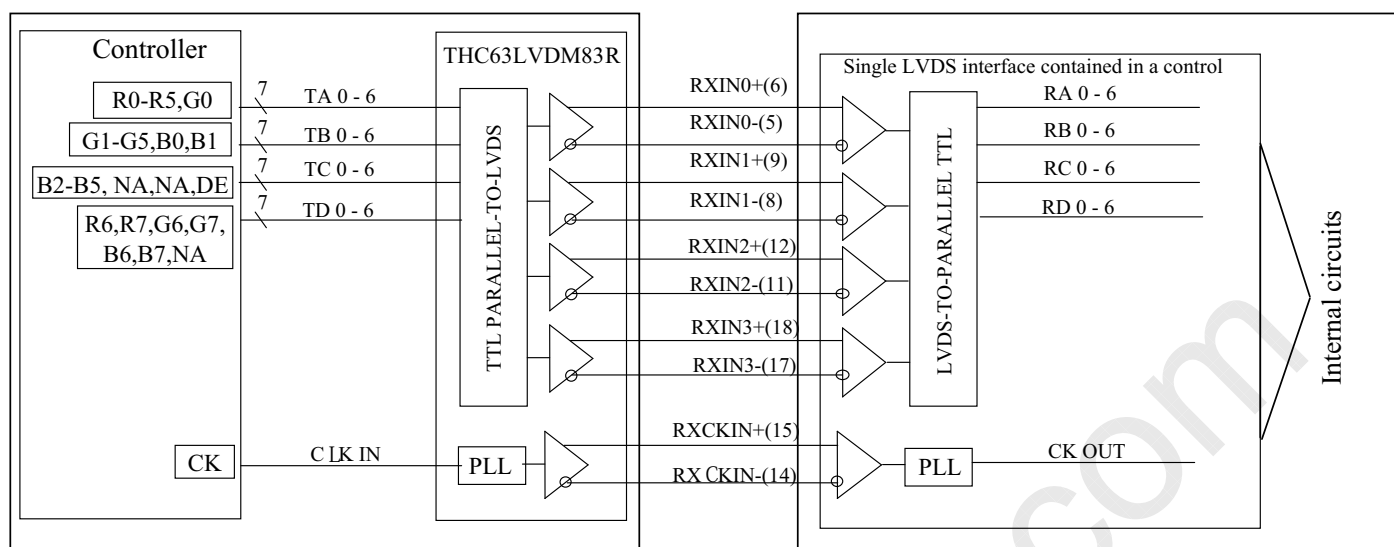 Controller
R0-R5,G0
G1-G5,B0,B1
B2-B5, NA,NA,DE
R6,R7,G6,G7,
B6,B7,NA
CK
7
TA 0 - 6
7
TB 0 - 6
7
TC 0 - 6
7
TD 0 - 6
CLK IN
THC63LVDM83R
TTL PARALLEL-TO-LVDS
PLL
RXIN0+(6)
RXIN0-(5)
RXIN1+(9)
RXIN1-(8)
RXIN2+(12)
RXIN2-(11)
RXIN3+(18)
RXIN3-(17)
RXCKIN+(15)
RXCKIN-(14)
Single LVDS interface contained in a control
LVDS-TO-PARALLEL TTL
PLL
RA 0 - 6
RB 0 - 6
RC 0 - 6
RD 0 - 6
CK OUT
Internal circuits
com